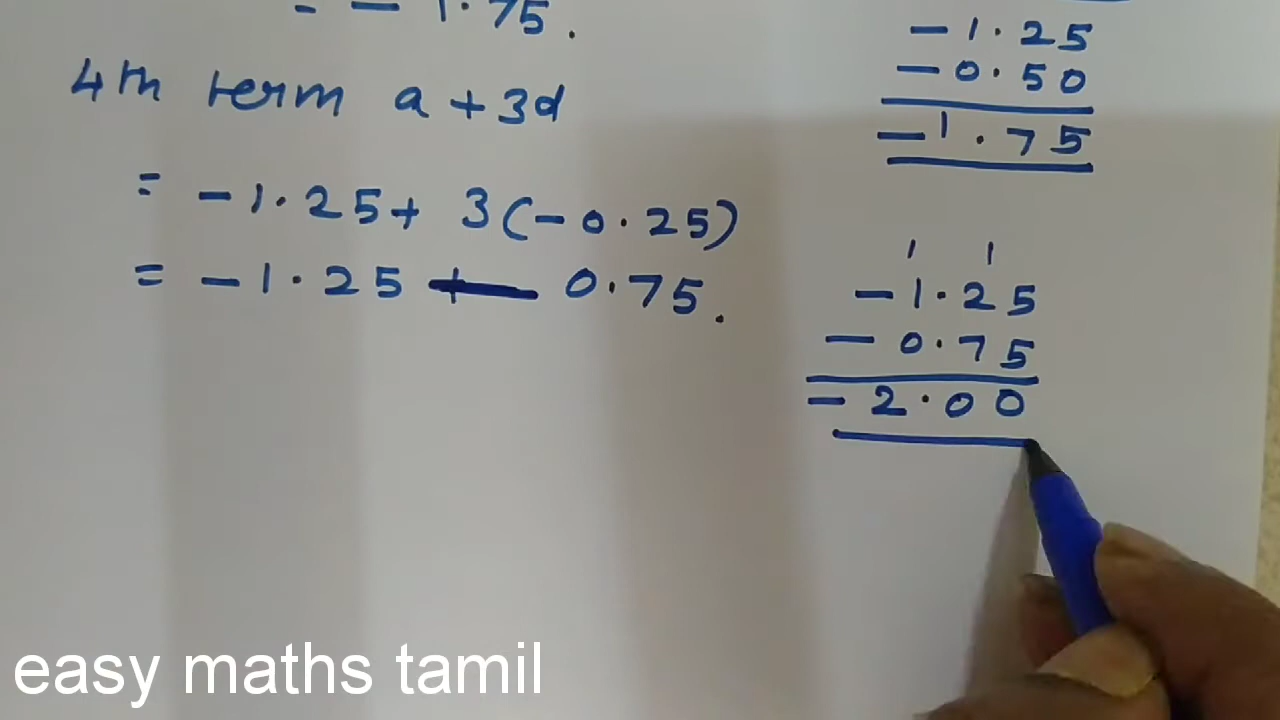 = - 1.75.
4th term a + 3d
= - 1.25 + 3(- 0.25)
= - 1.25 - 0.75.
- 1.25
- 0.50
- 1.75
1 1
- 1.25
- 0.75
- 2.00
easy maths tamil